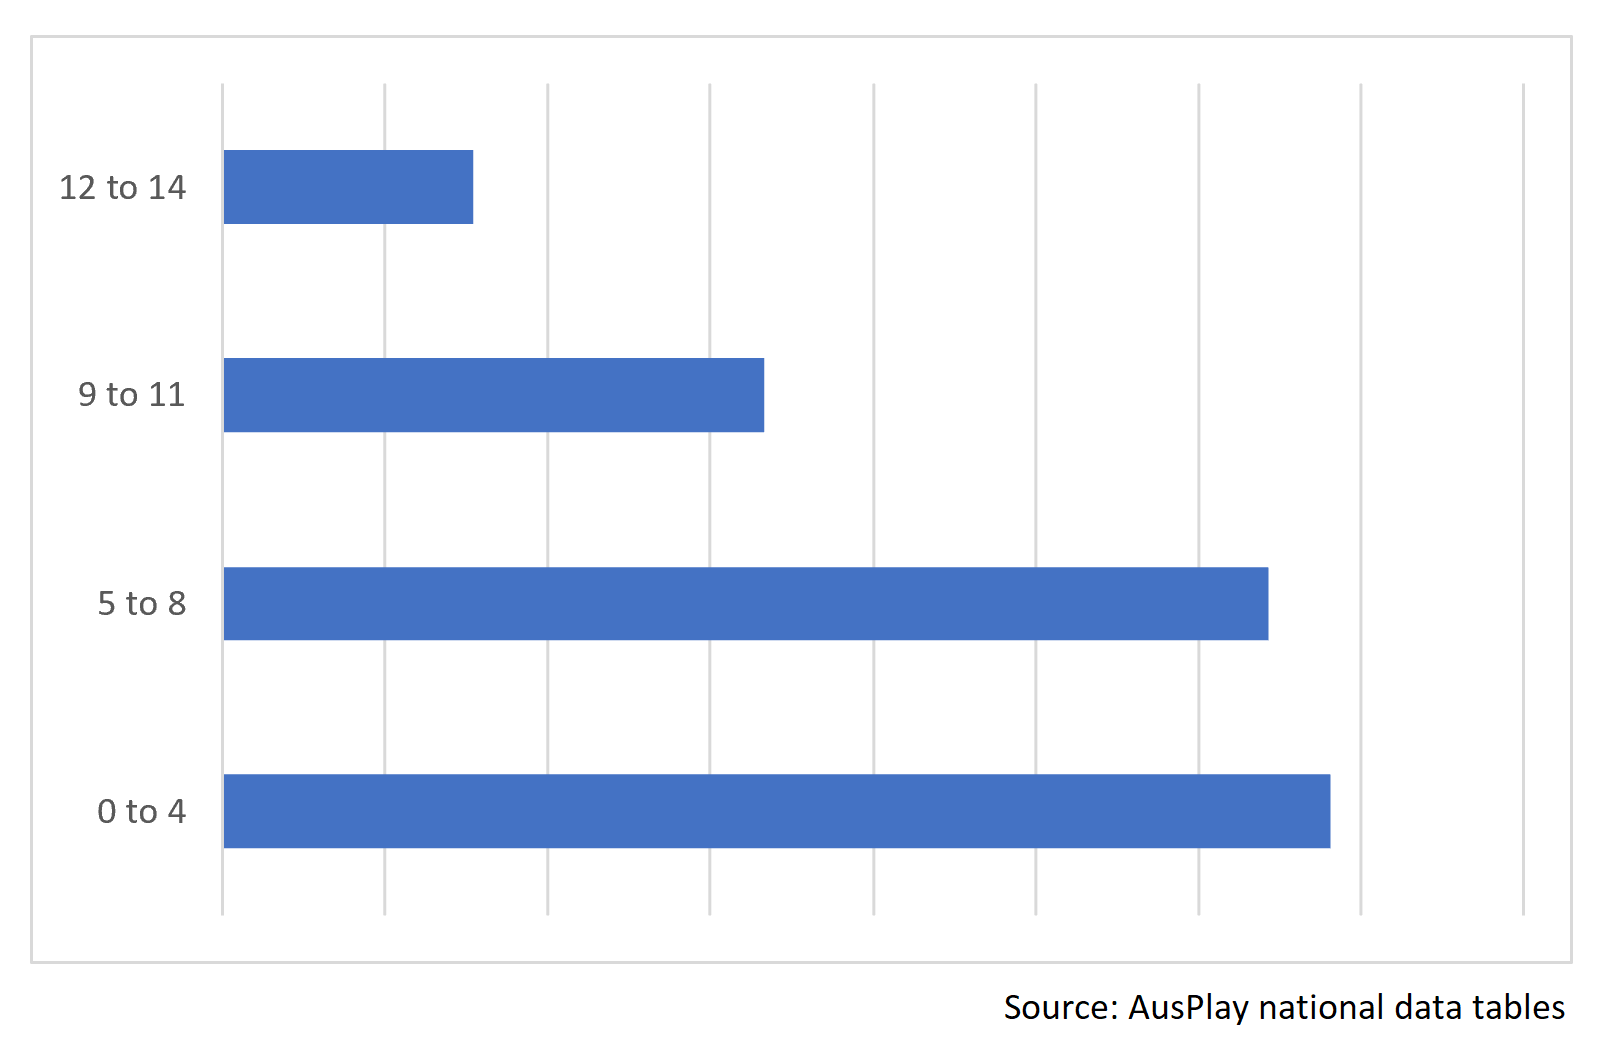 12 to 14
9 to 11
5 to 8
0 to 4
Source: AusPlay national data tables